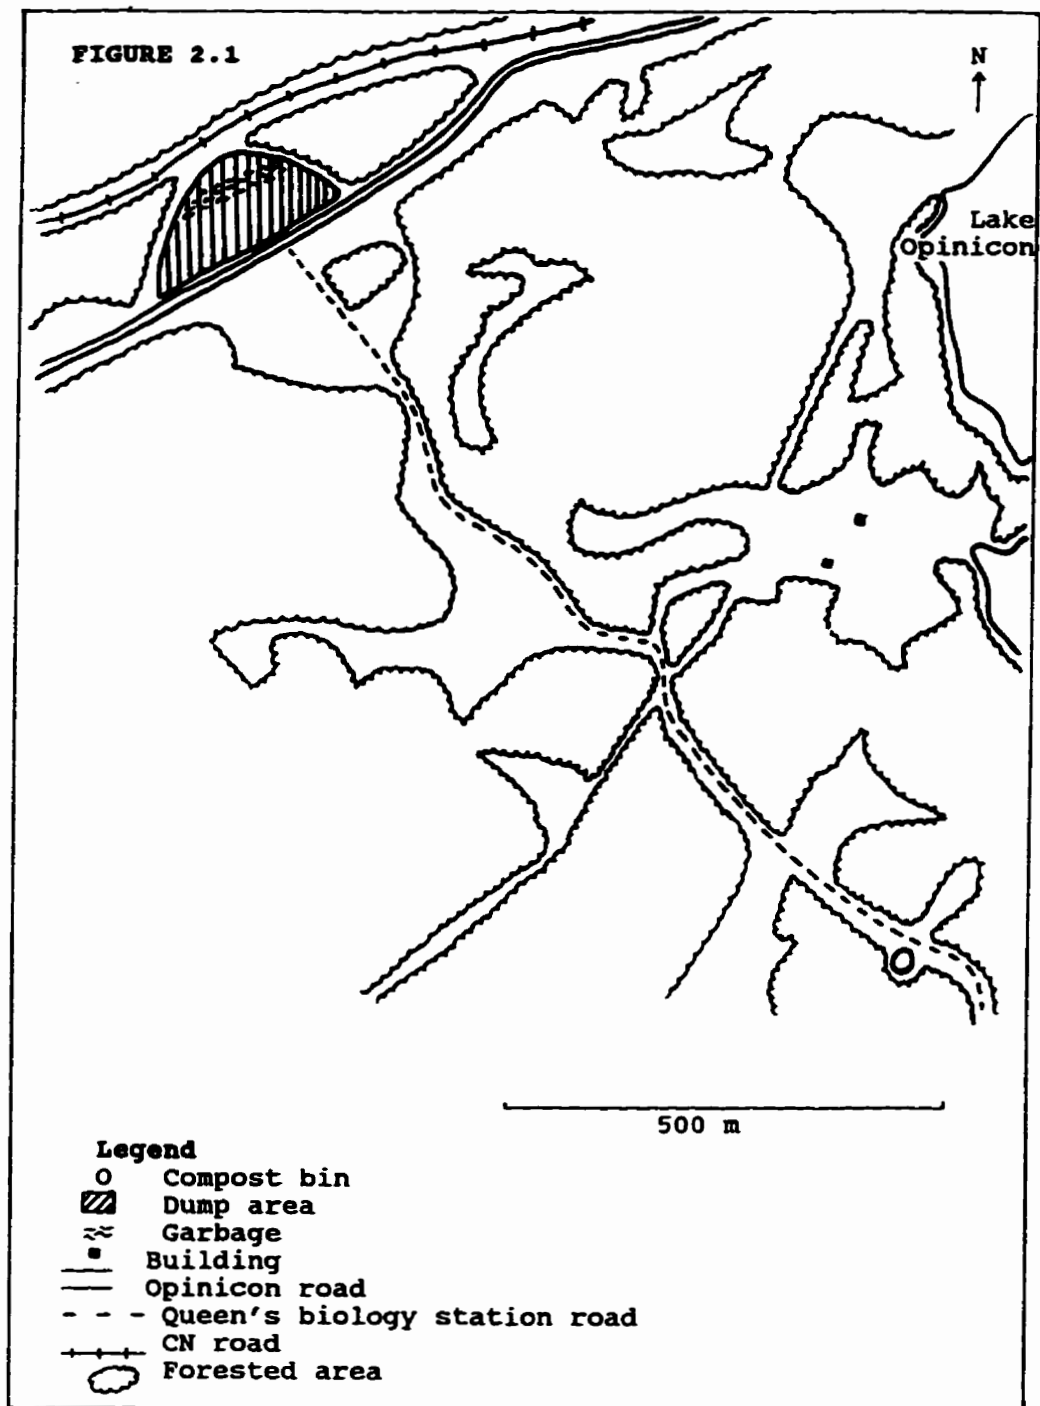 FIGURE 2.1
N
Lake
Opinicon
500 m
Legend
Compost bin
Dump area
Garbage
Building
Opinicon road
Queen's biology station road
CN road
Forested area